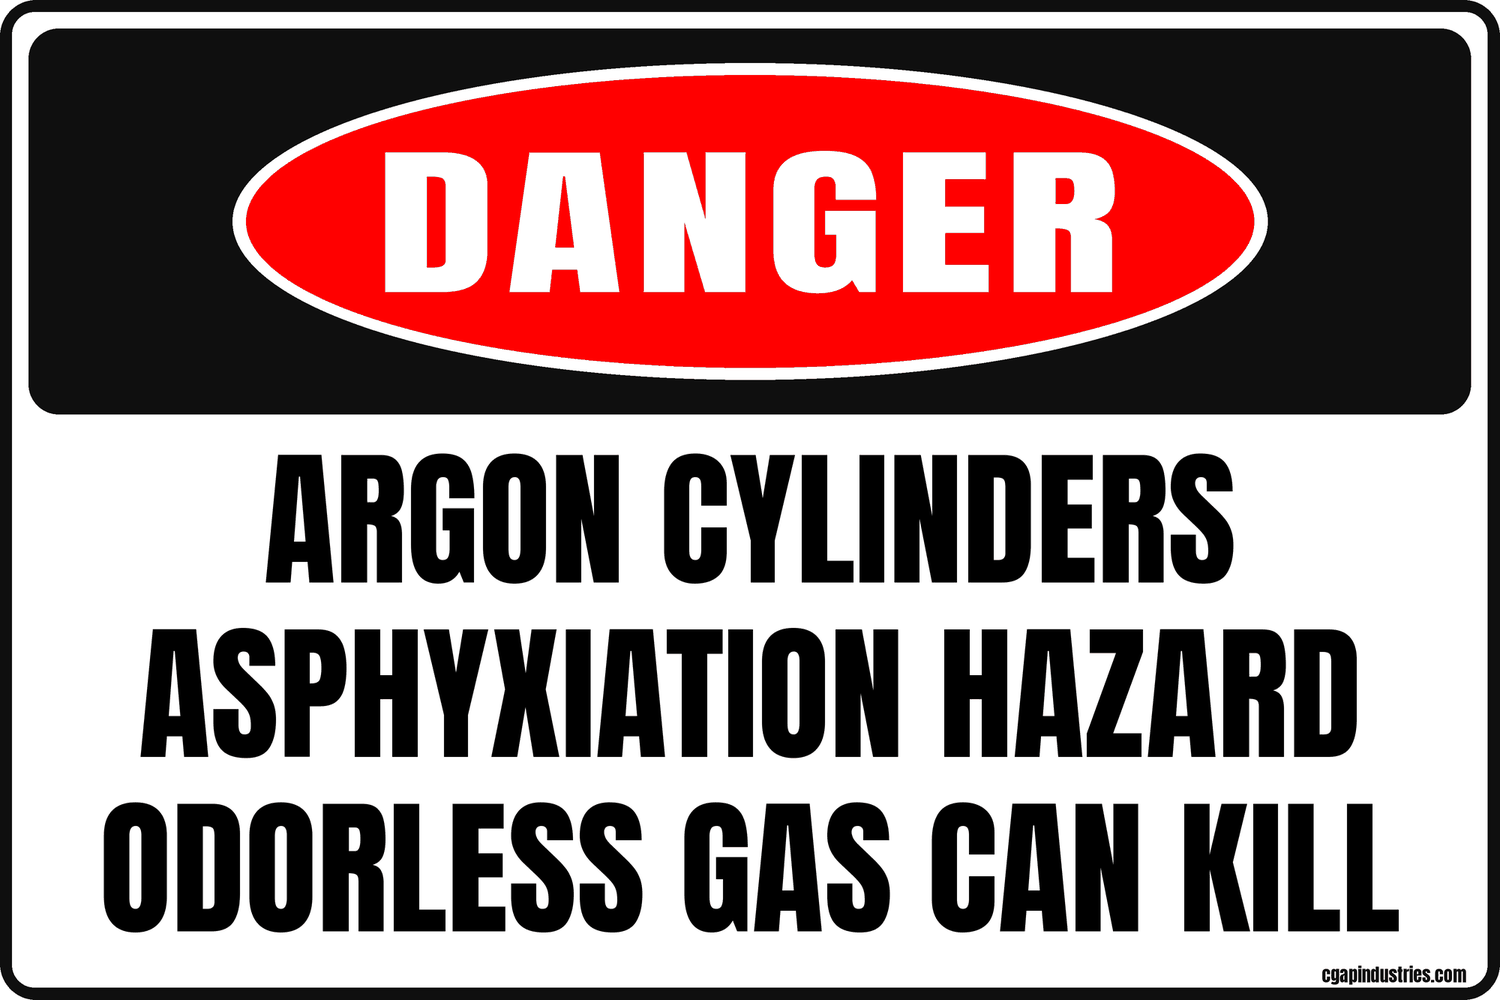 DANGER
ARGON CYLINDERS
ASPHYXIATION HAZARD
ODORLESS GAS CAN KILL
cgapindustries.com